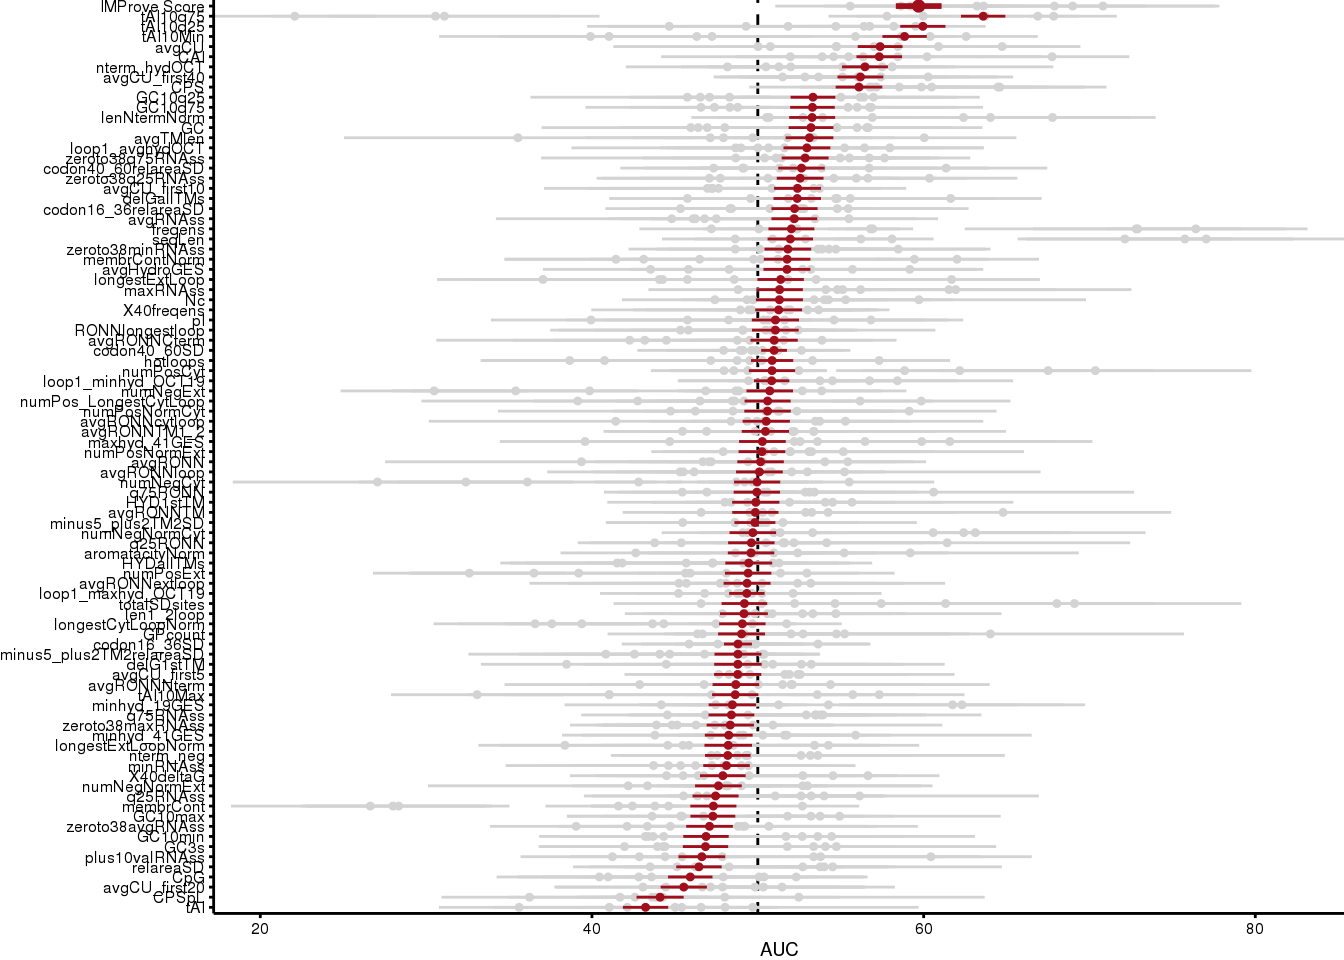 IMProve Score
tAI10q75
tAI10q25
tAI10Min
avgCU
CAI
nterm_hydOCT
avgCU_first40
CPS
GC10q25
GC10q75
lenNtermNorm
GC
avgTMlen
loop1_avghydOCT
zeroto38q75RNAss
codon40_60relareaSD
zeroto38q25RNAss
avgCU_first10
delGallTMs
codon16_36relareaSD
avgRNAss
freqens
seqLen
zeroto38minRNAss
membrContNorm
avgHydroGES
longestExtLoop
maxRNAss
Nc
X40freqens
pI
RONNlongestloop
avgRONNCterm
codon40_60SD
hotloops
numPosCyt
loop1_minhyd_OCT19
numNegExt
numPos_LongestCytLoop
numPosNormCyt
avgRONNcytloop
avgRONNTM1_2
maxhyd_41GES
numPosNormExt
avgRONN
avgRONNloop
numNegCyt
q75RONN
HYD1stTM
avgRONNTM
minus5_plus2TM2SD
numNegNormCyt
q25RONN
aromatacityNorm
HYDallTMs
numPosExt
avgRONNextloop
loop1_maxhyd_OCT19
totalSDsites
len1_2loop
longestCytLoopNorm
GPcount
codon16_36SD
minus5_plus2TM2relareaSD
delG1stTM
avgCU_first5
avgRONNNterm
tAI10Max
minhyd_19GES
q75RNAss
zeroto38maxRNAss
minhyd_41GES
longestExtLoopNorm
nterm_neg
minRNAss
X40deltaG
numNegNormExt
q25RNAss
membrCont
GC10max
zeroto38avgRNAss
GC10min
GC3s
plus10valRNAss
relareaSD
CpG
avgCU_first20
CPSpL
tAI
20 40 60 80
AUC